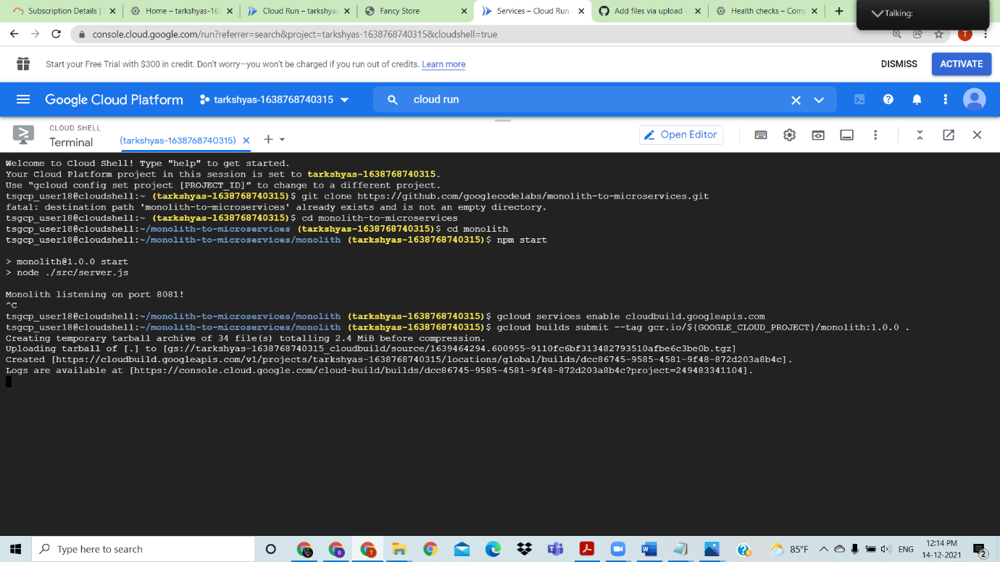 Subscription Details |
Home – tarkshyas-163
Cloud Run – tarkshyas
Fancy Store
Services – Cloud Run
Add files via upload ·
Health checks – Comp
Talking:
console.cloud.google.com/run?referrer=search&project=tarkshyas-1638768740315&cloudshell=true
T
Start your Free Trial with $300 in credit. Don't worry—you won't be charged if you run out of credits. Learn more
DISMISS
ACTIVATE
Google Cloud Platform
tarkshyas-1638768740315
cloud run
CLOUD SHELL
Terminal
(tarkshyas-1638768740315)
Open Editor
Welcome to Cloud Shell! Type "help" to get started.
Your Cloud Platform project in this session is set to tarkshyas-1638768740315.
Use “gcloud config set project [PROJECT_ID]” to change to a different project.
tsgcp_user18@cloudshell:~ (tarkshyas-1638768740315)$ git clone https://github.com/googlecodelabs/monolith-to-microservices.git
fatal: destination path 'monolith-to-microservices' already exists and is not an empty directory.
tsgcp_user18@cloudshell:~ (tarkshyas-1638768740315)$ cd monolith-to-microservices
tsgcp_user18@cloudshell:~/monolith-to-microservices (tarkshyas-1638768740315)$ cd monolith
tsgcp_user18@cloudshell:~/monolith-to-microservices/monolith (tarkshyas-1638768740315)$ npm start
> monolith@1.0.0 start
> node ./src/server.js
Monolith listening on port 8081!
^C
tsgcp_user18@cloudshell:~/monolith-to-microservices/monolith (tarkshyas-1638768740315)$ gcloud services enable cloudbuild.googleapis.com
tsgcp_user18@cloudshell:~/monolith-to-microservices/monolith (tarkshyas-1638768740315)$ gcloud builds submit --tag gcr.io/${GOOGLE_CLOUD_PROJECT}/monolith:1.0.0 .
Creating temporary tarball archive of 34 file(s) totalling 2.4 MiB before compression.
Uploading tarball of [.] to [gs://tarkshyas-1638768740315_cloudbuild/source/1639464294.600955-9110fc6bf313482793510afbe6c3be0b.tgz]
Created [https://cloudbuild.googleapis.com/v1/projects/tarkshyas-1638768740315/locations/global/builds/dcc86745-9585-4581-9f48-872d203a8b4c].
Logs are available at [https://console.cloud.google.com/cloud-build/builds/dcc86745-9585-4581-9f48-872d203a8b4c?project=249483341104].
Type here to search
85°F
ENG
12:14 PM
14-12-2021
2